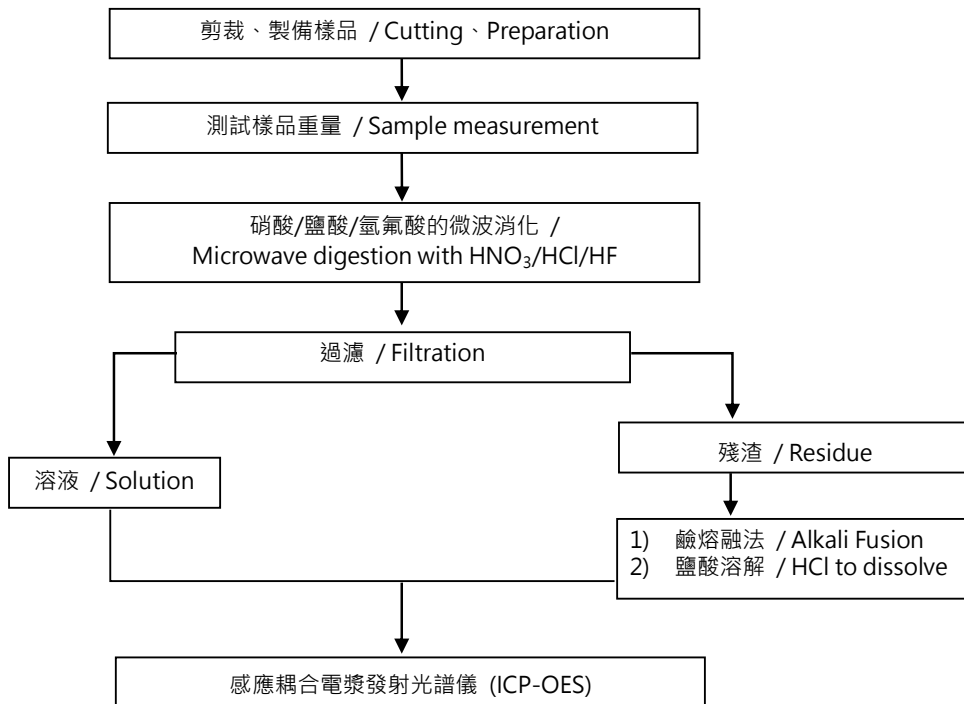 剪裁、製備樣品 / Cutting、Preparation
測試樣品重量 / Sample measurement
硝酸/鹽酸/氫氟酸的微波消化 /
Microwave digestion with HNO₃/HCl/HF
過濾 / Filtration
溶液 / Solution
殘渣 / Residue
1) 鹼熔融法 / Alkali Fusion
2) 鹽酸溶解 / HCl to dissolve
感應耦合電漿發射光譜儀 (ICP-OES)